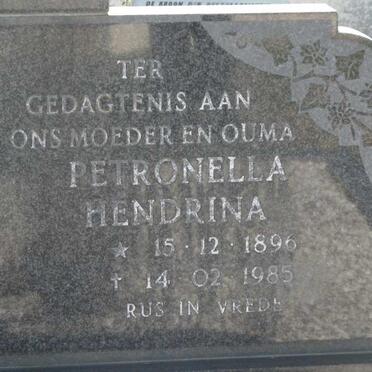 TER
GEDAGTENIS AAN
ONS MOEDER EN OUMA
PETRONELLA
HENDRINA
★ 15·12·1896
† 14·02·1985
RUS IN VREDE